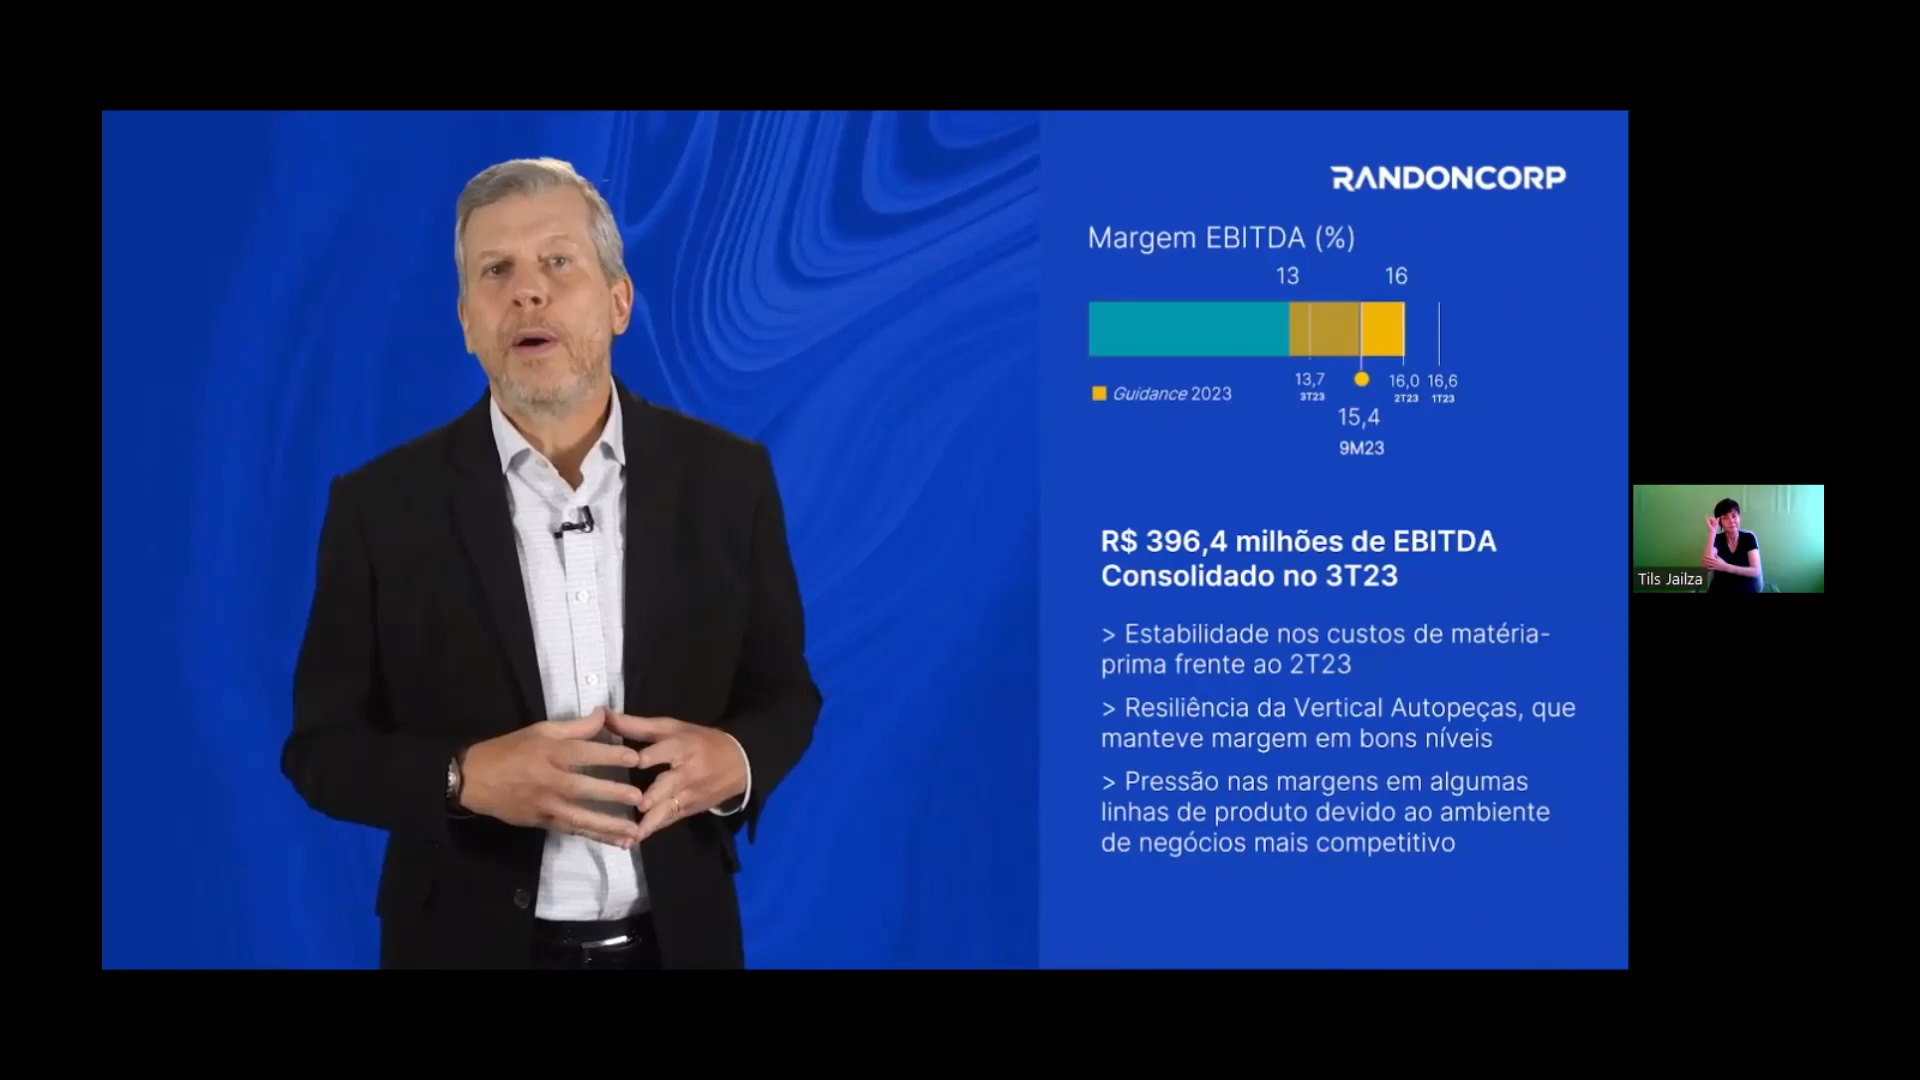 RANDONCORP
Margem EBITDA (%)
13 16
13,7 16,0 16,6
3T23 2T23 1T23
Guidance 2023
15,4
9M23
R$ 396,4 milhões de EBITDA
Consolidado no 3T23
> Estabilidade nos custos de matéria-
prima frente ao 2T23
> Resiliência da Vertical Autopeças, que
manteve margem em bons níveis
> Pressão nas margens em algumas
linhas de produto devido ao ambiente
de negócios mais competitivo
Tils Jailza